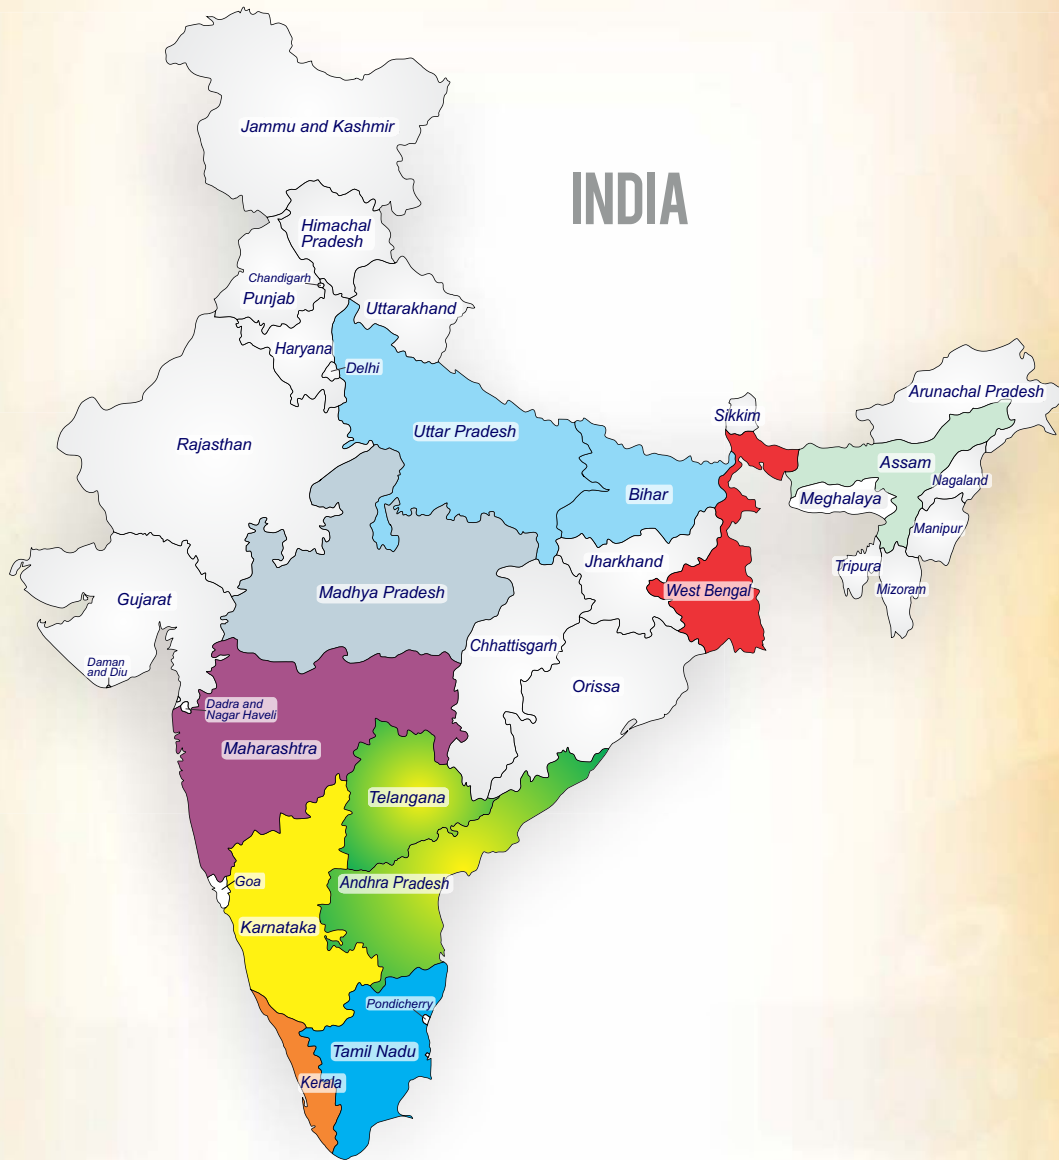 Jammu and Kashmir
INDIA
Himachal
Pradesh
Chandigarh
Punjab
Uttarakhand
Haryana
Delhi
Arunachal Pradesh
Sikkim
Uttar Pradesh
Rajasthan
Assam
Nagaland
Bihar
Meghalaya
Manipur
Jharkhand
Tripura
West Bengal
Mizoram
Madhya Pradesh
Gujarat
Chhattisgarh
Daman
and Diu
Orissa
Dadra and
Nagar Haveli
Maharashtra
Telangana
Goa
Andhra Pradesh
Karnataka
Pondicherry
Tamil Nadu
Kerala